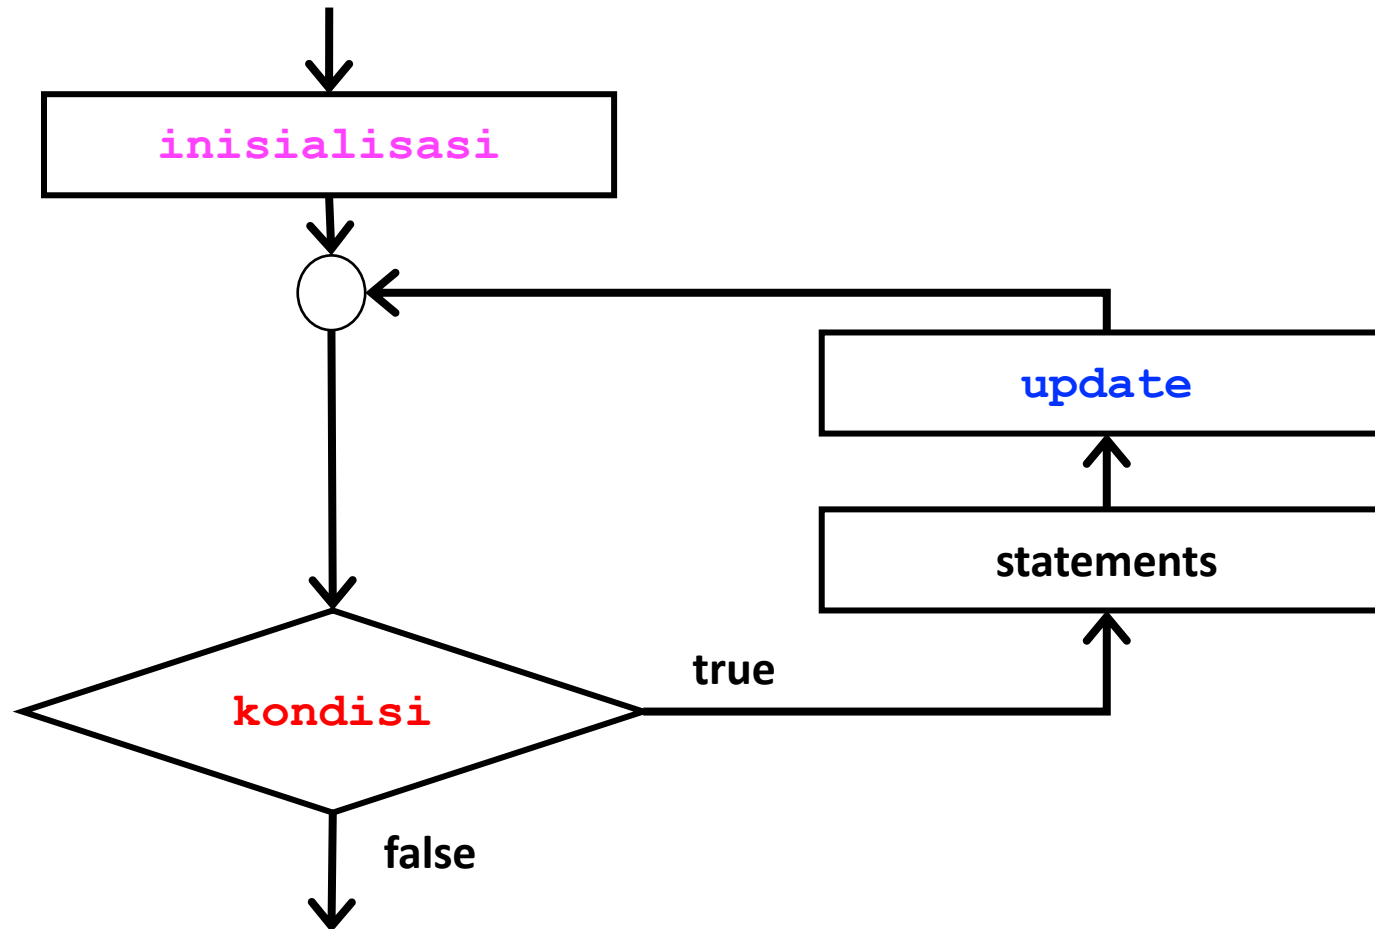 inisialisasi
update
statements
true
kondisi
false